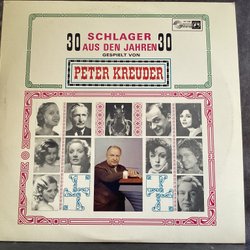 30 SCHLAGER 30
AUS DEN JAHREN
GESPIELT VON
PETER KREUDER